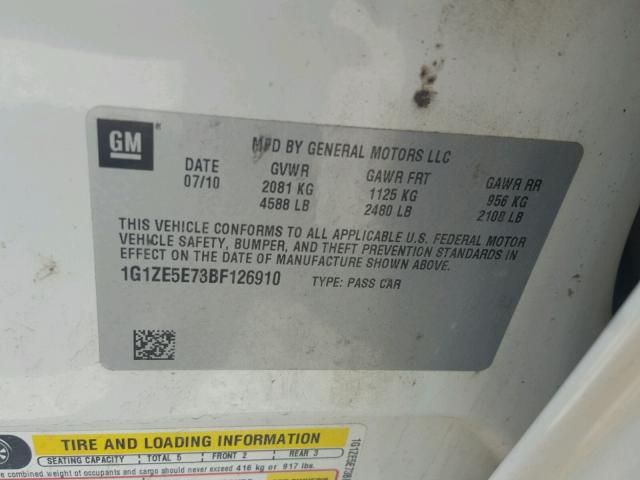 GM
MFD BY GENERAL MOTORS LLC
DATE GVWR GAWR FRT GAWR RR
07/10 2081 KG 1125 KG 956 KG
4588 LB 2480 LB 2108 LB
THIS VEHICLE CONFORMS TO ALL APPLICABLE U.S. FEDERAL MOTOR
VEHICLE SAFETY, BUMPER, AND THEFT PREVENTION STANDARDS IN
EFFECT ON THE DATE OF MANUFACTURE SHOWN ABOVE.
1G1ZE5E73BF126910 TYPE: PASS CAR
TIRE AND LOADING INFORMATION
SEATING CAPACITY TOTAL 5 FRONT 2 REAR 3
combined weight of occupants and cargo should never exceed 416 kg or 917 lbs.